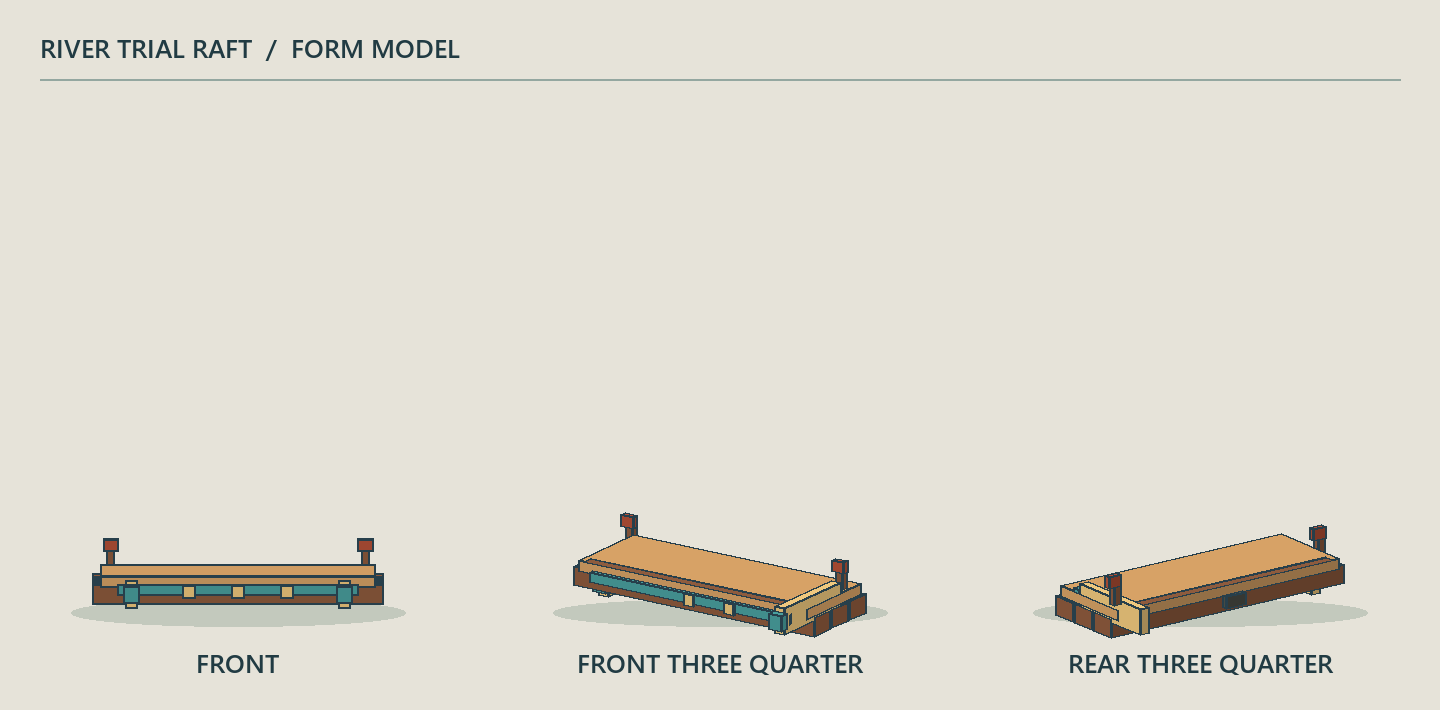 RIVER TRIAL RAFT / FORM MODEL
FRONT
FRONT THREE QUARTER
REAR THREE QUARTER